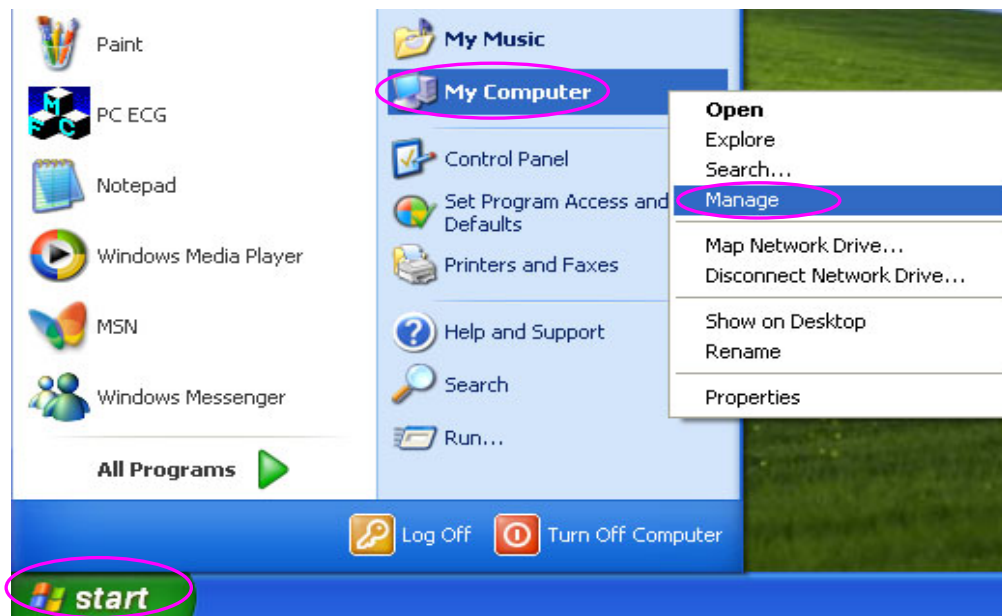 Paint
PC ECG
Notepad
Windows Media Player
MSN
Windows Messenger
All Programs
My Music
My Computer
Control Panel
Set Program Access and
Defaults
Printers and Faxes
Help and Support
Search
Run...
Open
Explore
Search...
Manage
Map Network Drive...
Disconnect Network Drive...
Show on Desktop
Rename
Properties
Log Off
Turn Off Computer
start